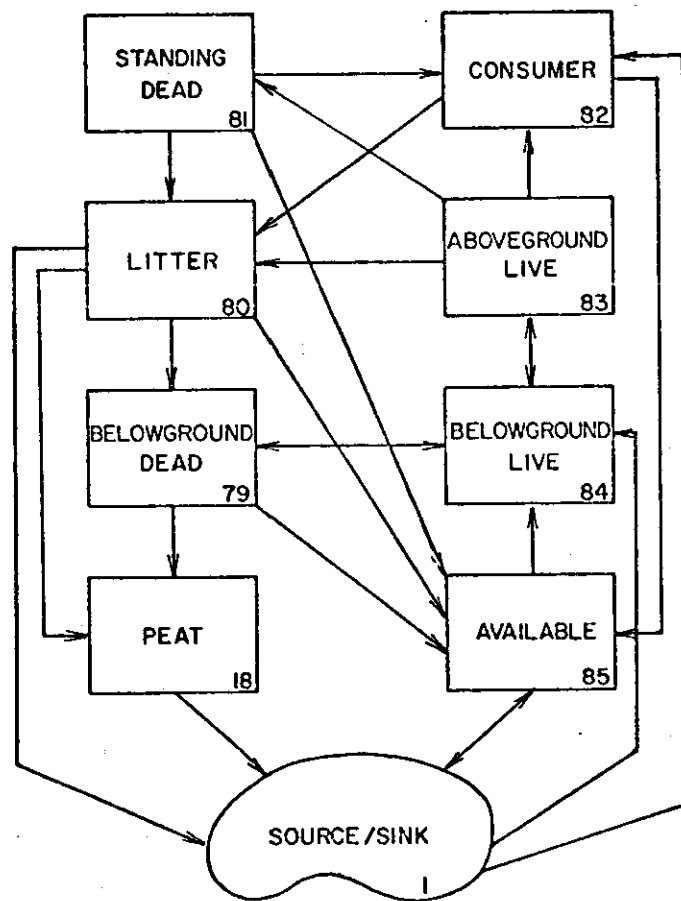 STANDING
DEAD
81
CONSUMER
82
LITTER
80
ABOVEGROUND
LIVE
83
BELOWGROUND
DEAD
79
BELOWGROUND
LIVE
84
PEAT
18
AVAILABLE
85
SOURCE/SINK
1